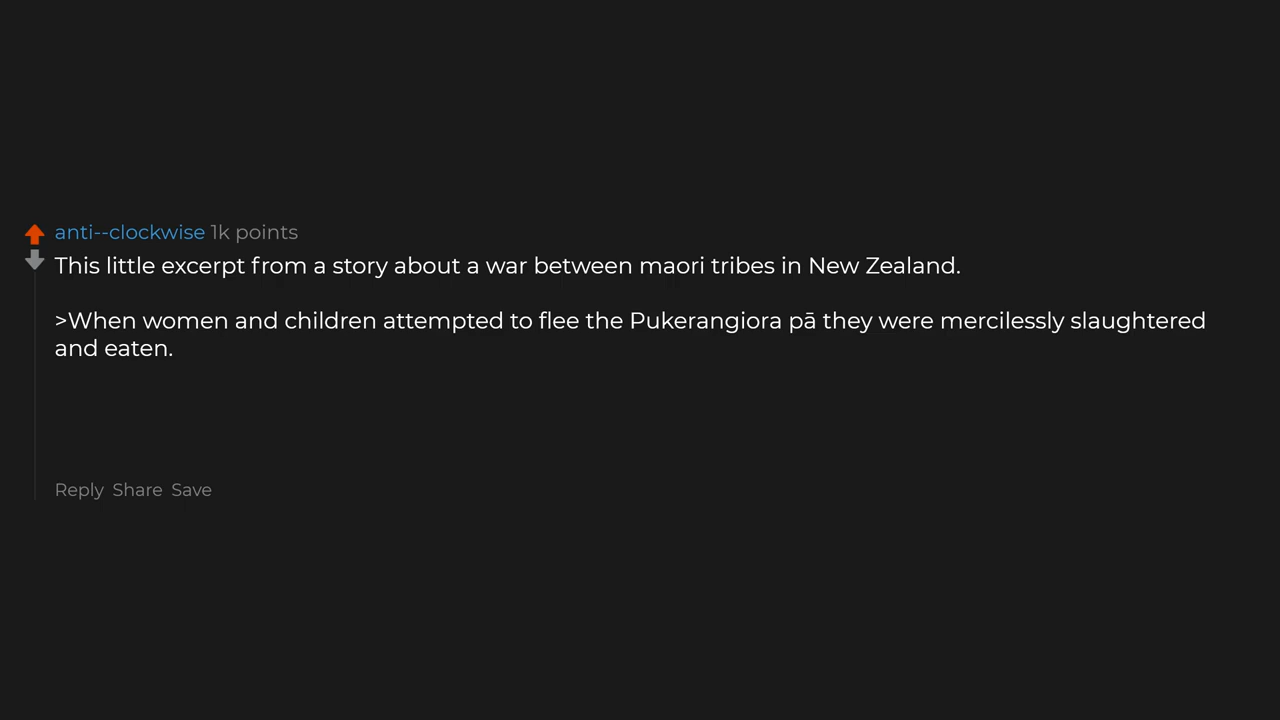 anti--clockwise 1k points
This little excerpt from a story about a war between maori tribes in New Zealand.
>When women and children attempted to flee the Pukerangiora pā they were mercilessly slaughtered
and eaten.
Reply Share Save